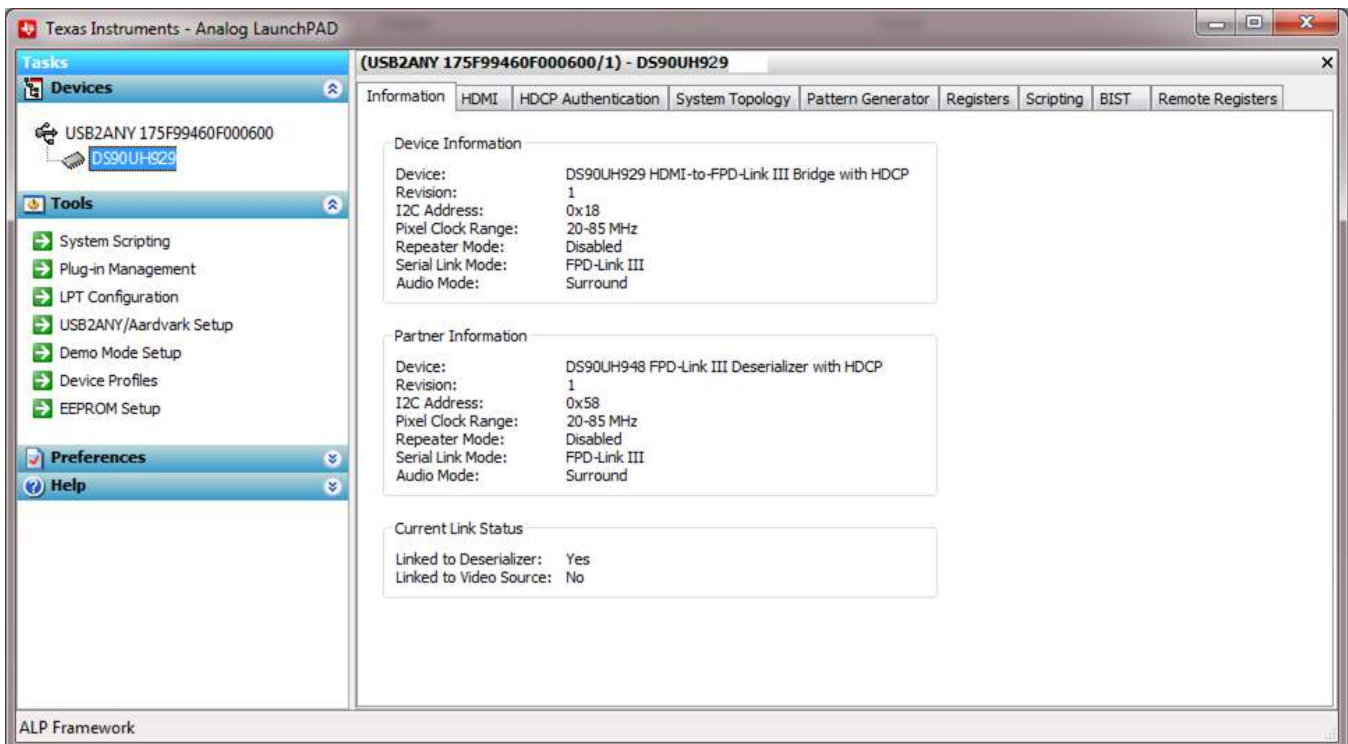 Texas Instruments - Analog LaunchPAD
Tasks
Devices
USB2ANY 175F99460F000600
DS90UH929
Tools
System Scripting
Plug-in Management
LPT Configuration
USB2ANY/Aardvark Setup
Demo Mode Setup
Device Profiles
EEPROM Setup
Preferences
Help
(USB2ANY 175F99460F000600/1) - DS90UH929
Information HDMI HDCP Authentication System Topology Pattern Generator Registers Scripting BIST Remote Registers
Device Information
Device: DS90UH929 HDMI-to-FPD-Link III Bridge with HDCP
Revision: 1
I2C Address: 0x18
Pixel Clock Range: 20-85 MHz
Repeater Mode: Disabled
Serial Link Mode: FPD-Link III
Audio Mode: Surround
Partner Information
Device: DS90UH948 FPD-Link III Deserializer with HDCP
Revision: 1
I2C Address: 0x58
Pixel Clock Range: 20-85 MHz
Repeater Mode: Disabled
Serial Link Mode: FPD-Link III
Audio Mode: Surround
Current Link Status
Linked to Deserializer: Yes
Linked to Video Source: No
ALP Framework